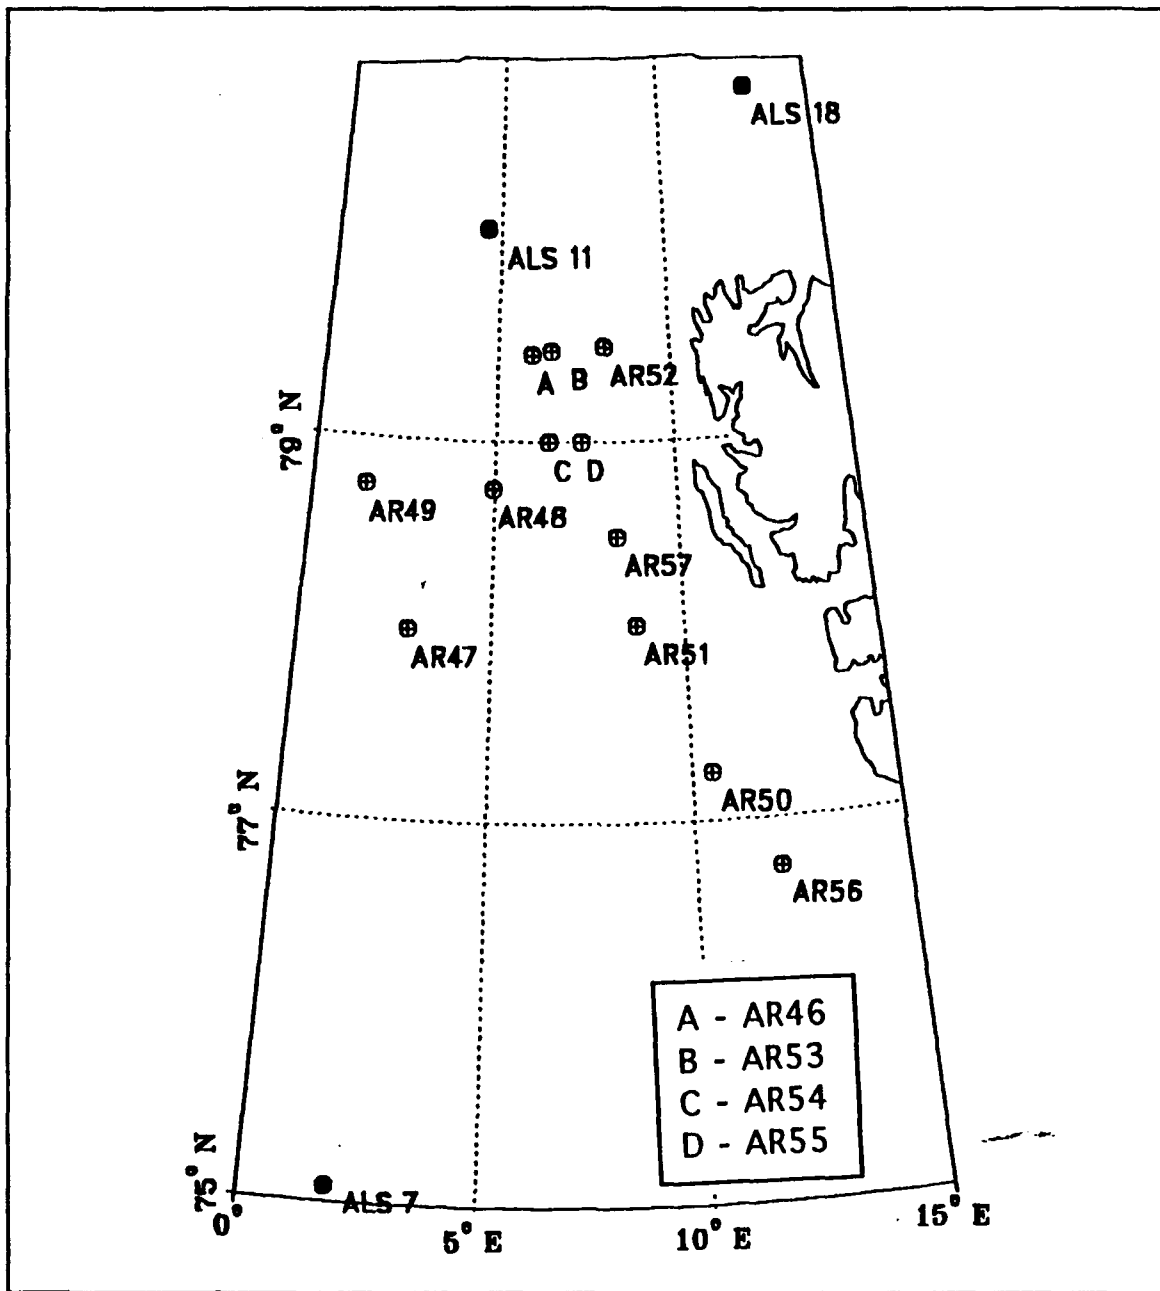 ALS 18
ALS 11
A B AR52
79° N
C D
AR49 AR48
AR57
AR47 AR51
77° N
AR50
AR56
A - AR46
B - AR53
C - AR54
D - AR55
75° N
ALS 7
0° 5° E 10° E 15° E